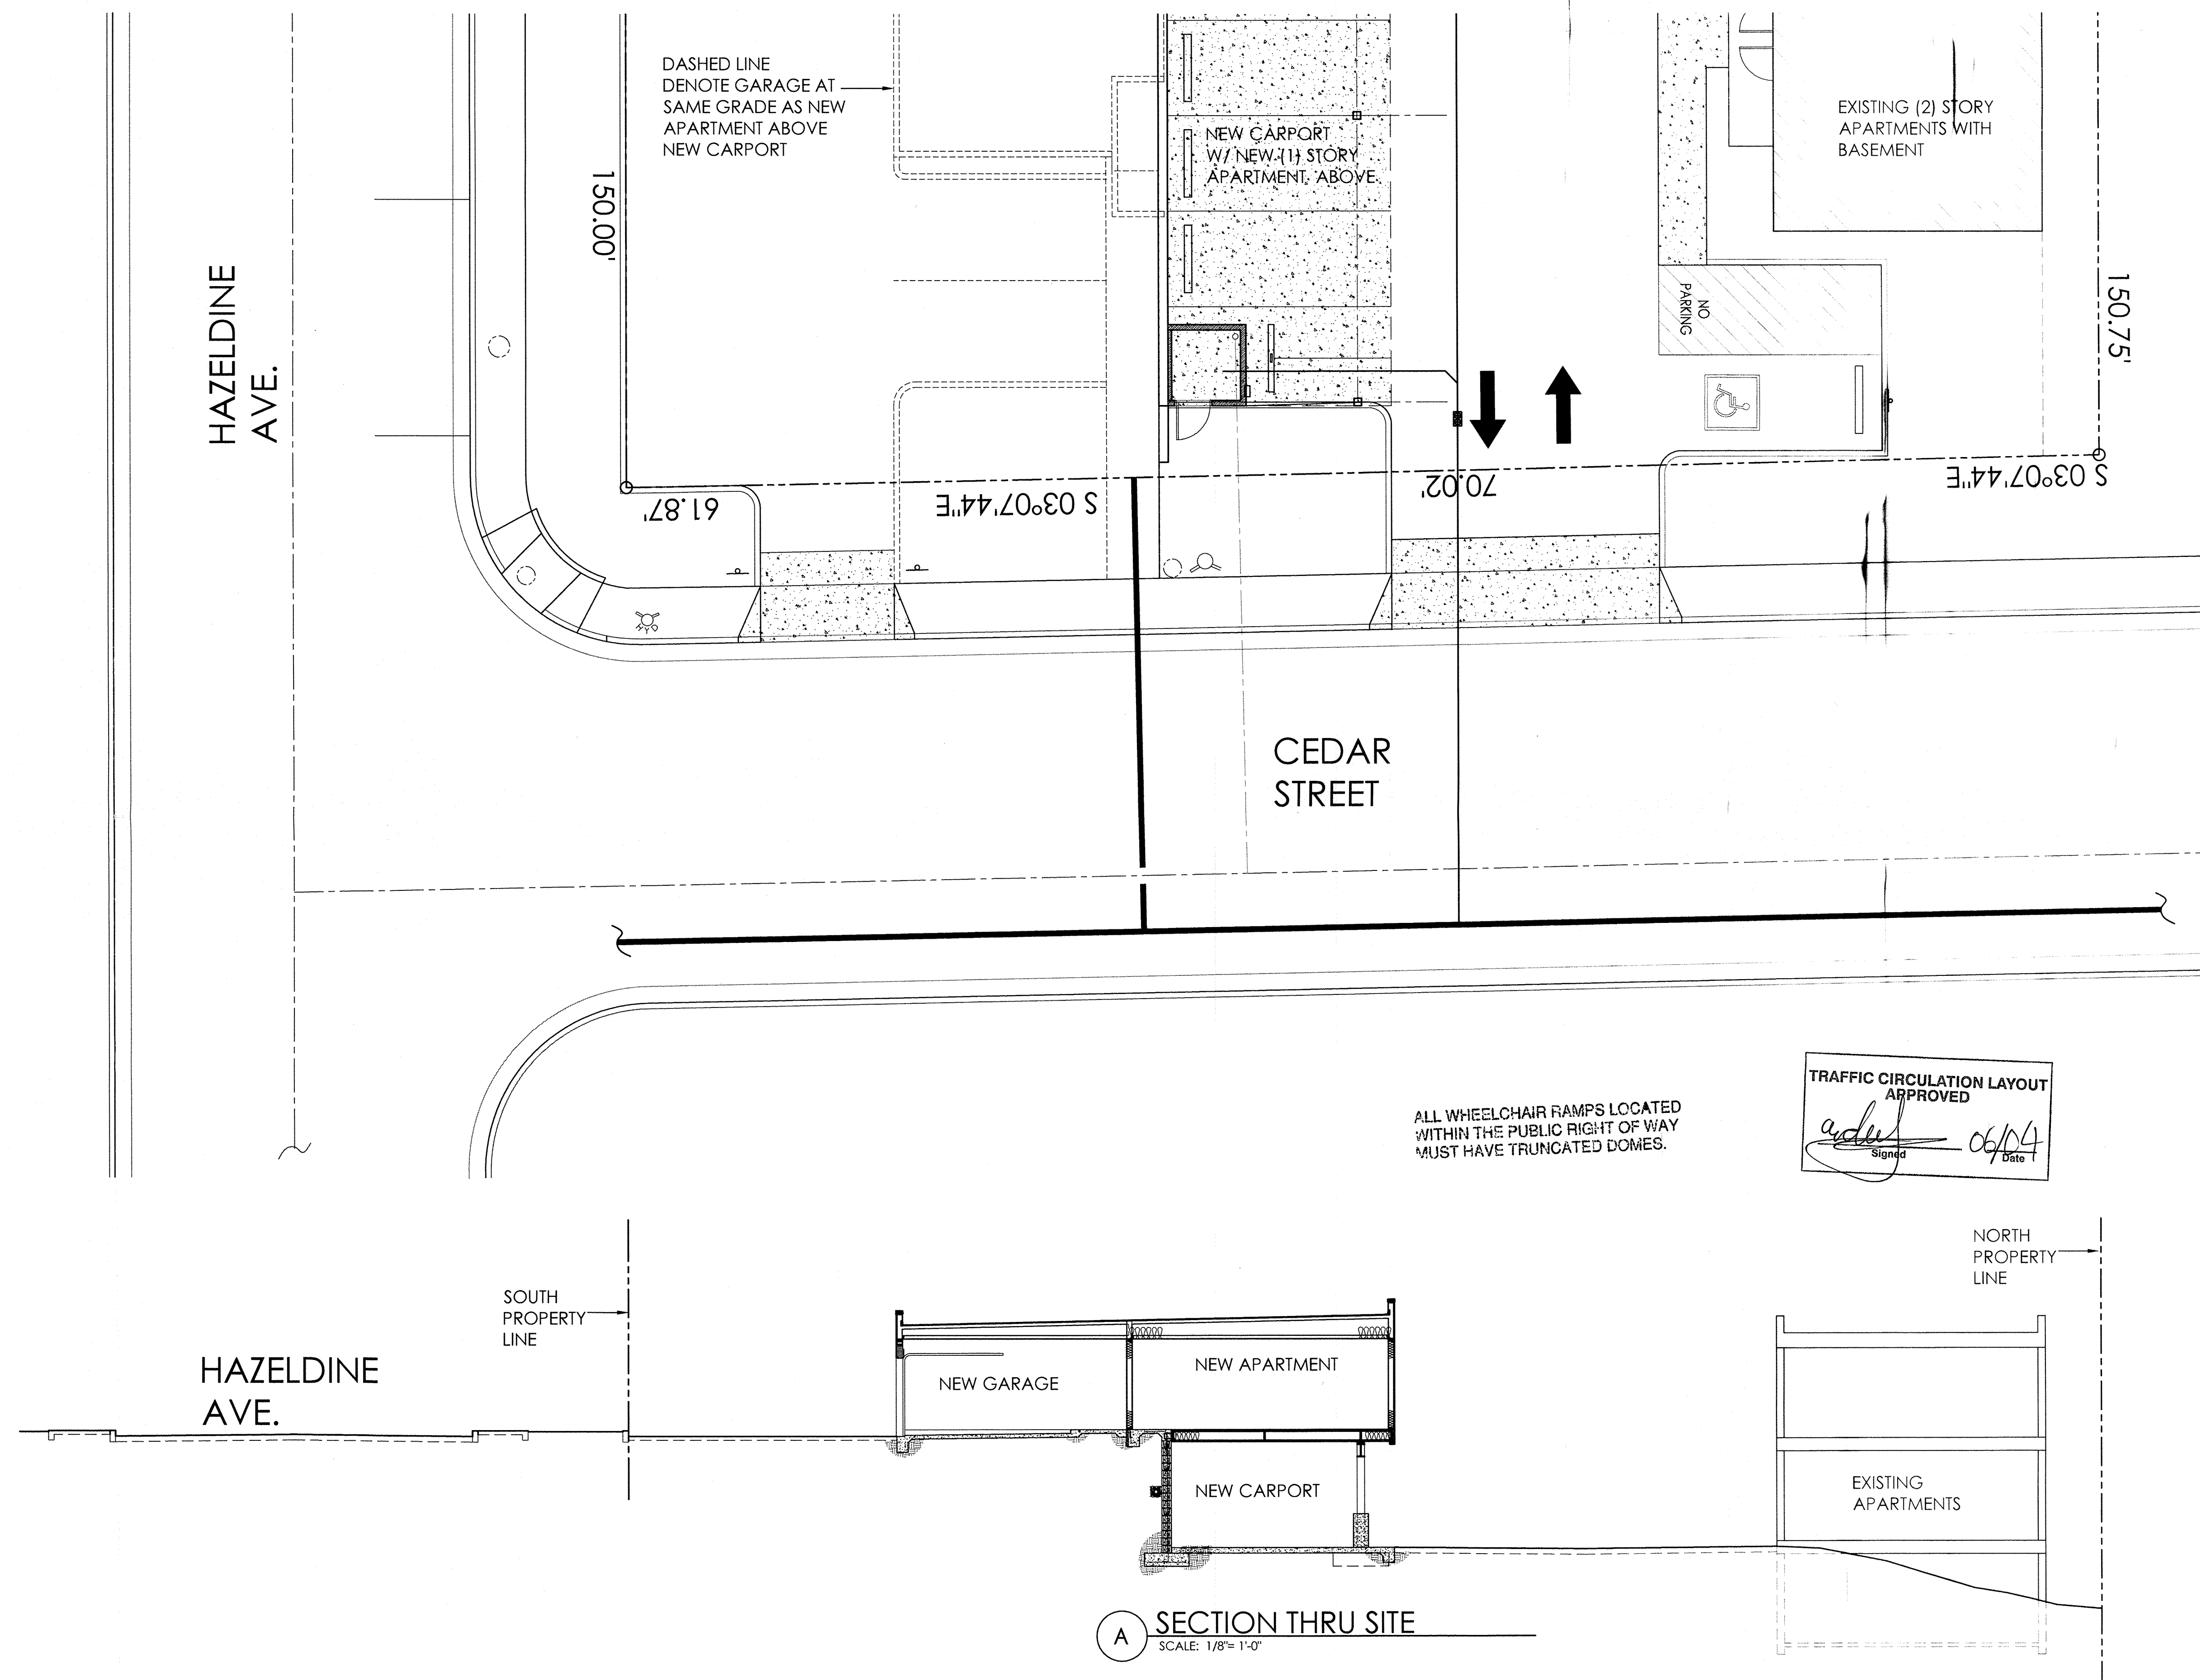 DASHED LINE
DENOTE GARAGE AT
SAME GRADE AS NEW
APARTMENT ABOVE
NEW CARPORT
NEW CARPORT
W/ NEW (1) STORY
APARTMENT ABOVE
EXISTING (2) STORY
APARTMENTS WITH
BASEMENT
150.00'
HAZELDINE
AVE.
NO
PARKING
150.75'
61.87'
S 03°07'44"E
70.02'
S 03°07'44"E
HYD
CEDAR
STREET
ALL WHEELCHAIR RAMPS LOCATED
WITHIN THE PUBLIC RIGHT OF WAY
MUST HAVE TRUNCATED DOMES.
TRAFFIC CIRCULATION LAYOUT
APPROVED
06/04
Signed
Date
SOUTH
PROPERTY
LINE
NORTH
PROPERTY
LINE
HAZELDINE
AVE.
NEW GARAGE
NEW APARTMENT
NEW CARPORT
EXISTING
APARTMENTS
A
SECTION THRU SITE
SCALE: 1/8"= 1'-0"